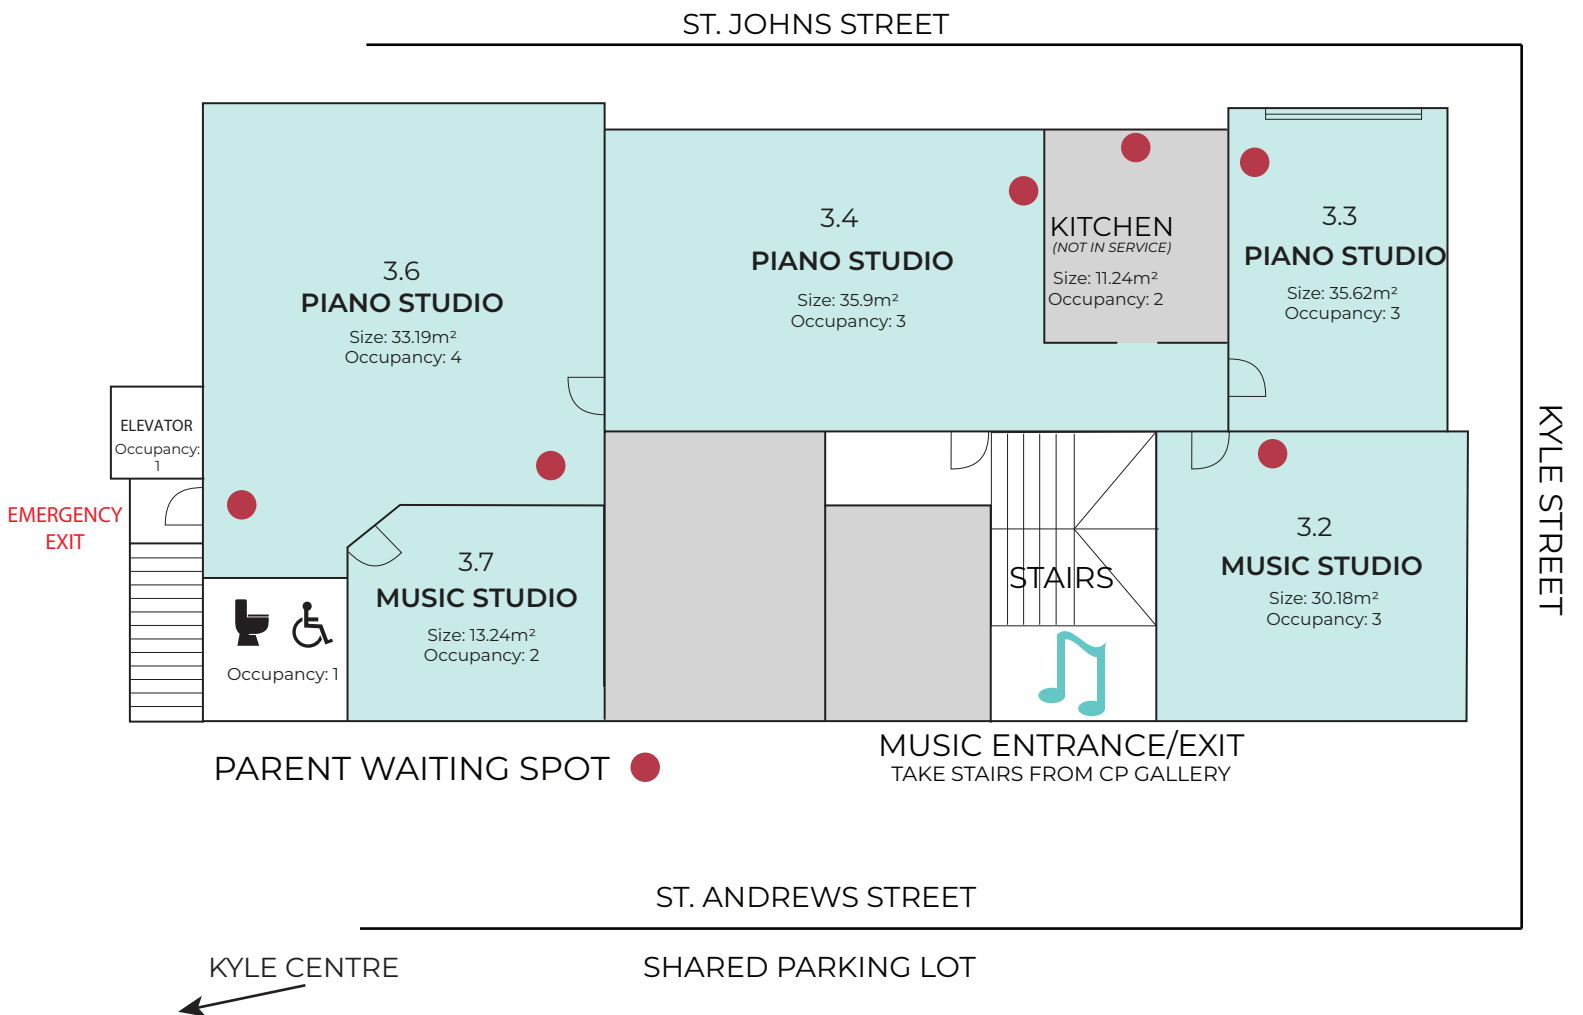 ST. JOHNS STREET
3.6
PIANO STUDIO
Size: 33.19m²
Occupancy: 4
3.4
PIANO STUDIO
Size: 35.9m²
Occupancy: 3
KITCHEN
(NOT IN SERVICE)
Size: 11.24m²
Occupancy: 2
3.3
PIANO STUDIO
Size: 35.62m²
Occupancy: 3
ELEVATOR
Occupancy:
1
EMERGENCY
EXIT
KYLE STREET
3.7
MUSIC STUDIO
Size: 13.24m²
Occupancy: 2
Occupancy: 1
STAIRS
3.2
MUSIC STUDIO
Size: 30.18m²
Occupancy: 3
PARENT WAITING SPOT
MUSIC ENTRANCE/EXIT
TAKE STAIRS FROM CP GALLERY
ST. ANDREWS STREET
KYLE CENTRE
SHARED PARKING LOT